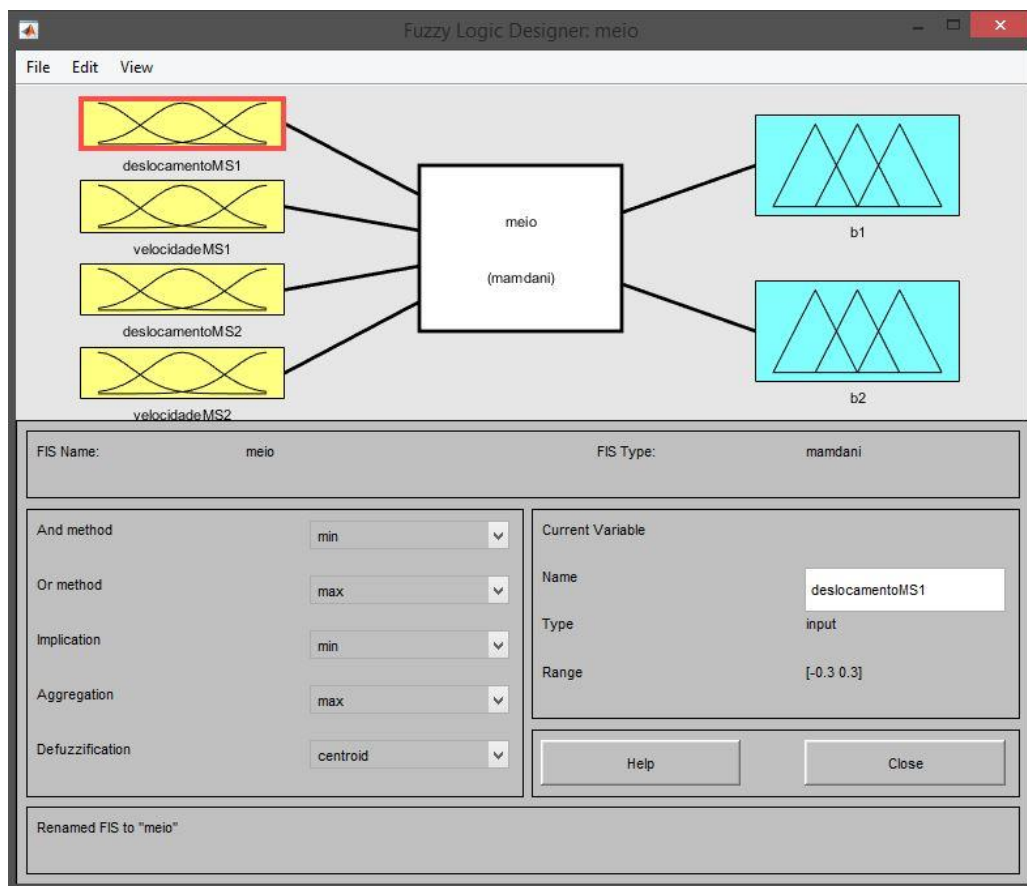 Fuzzy Logic Designer: meio
File Edit View
deslocamentoMS1
velocidadeMS1
deslocamentoMS2
velocidadeMS2
meio
(mamdani)
b1
b2
FIS Name: meio FIS Type: mamdani
And method min
Or method max
Implication min
Aggregation max
Defuzzification centroid
Current Variable
Name deslocamentoMS1
Type input
Range [-0.3 0.3]
Help Close
Renamed FIS to "meio"